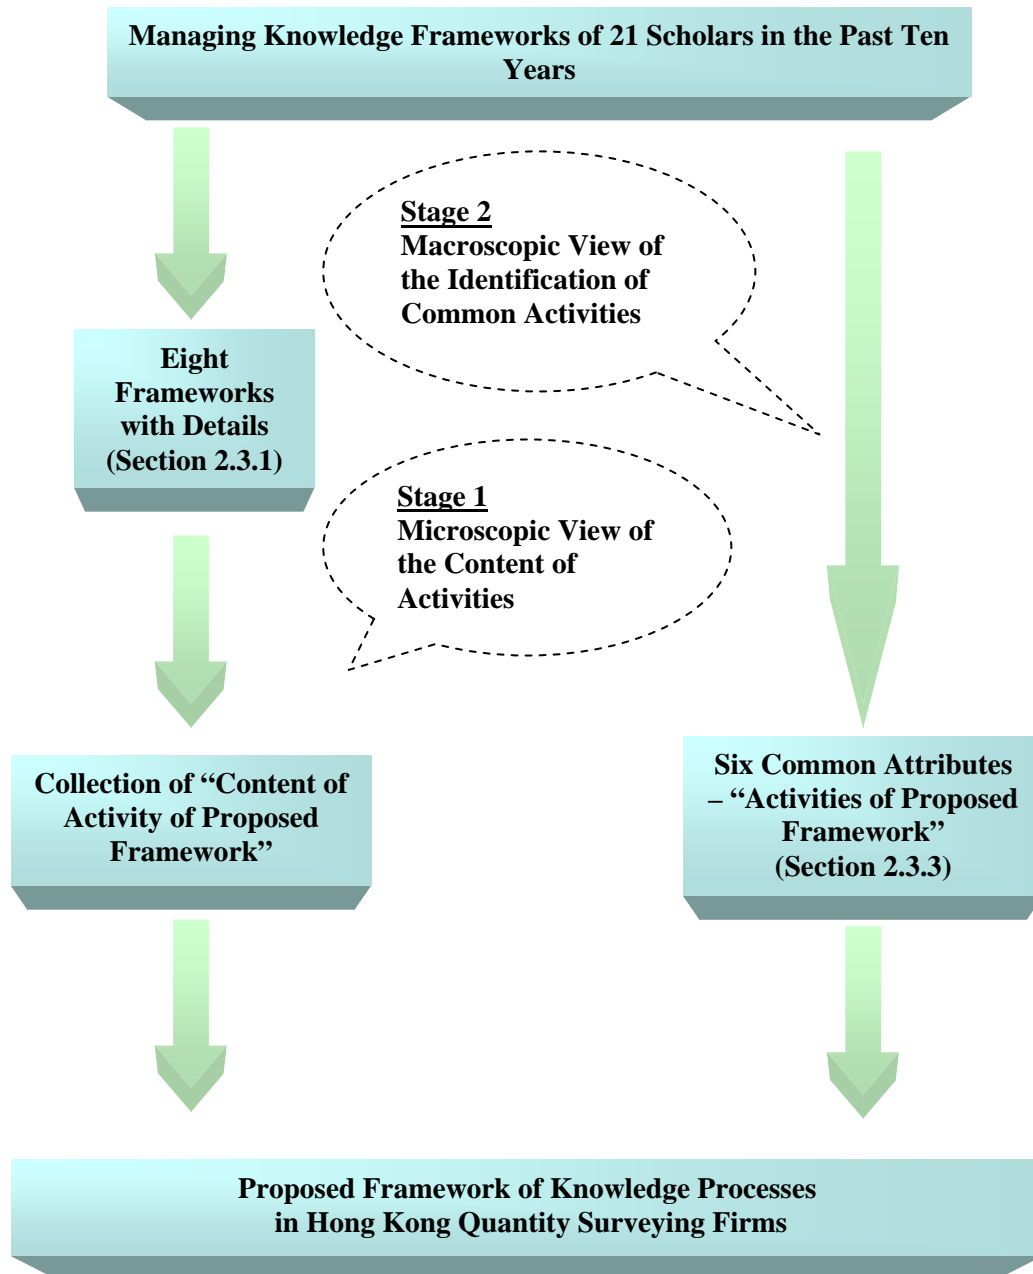 Managing Knowledge Frameworks of 21 Scholars in the Past Ten
Years
Stage 2
Macroscopic View of
the Identification of
Common Activities
Eight
Frameworks
with Details
(Section 2.3.1)
Stage 1
Microscopic View of
the Content of
Activities
Collection of “Content of
Activity of Proposed
Framework”
Six Common Attributes
– “Activities of Proposed
Framework”
(Section 2.3.3)
Proposed Framework of Knowledge Processes
in Hong Kong Quantity Surveying Firms